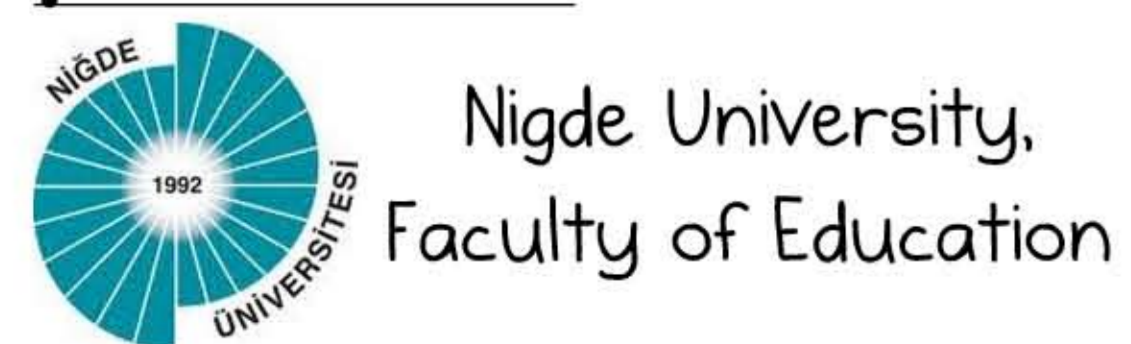 NİĞDE
1992
ÜNİVERSİTESİ
Nigde University,
Faculty of Education